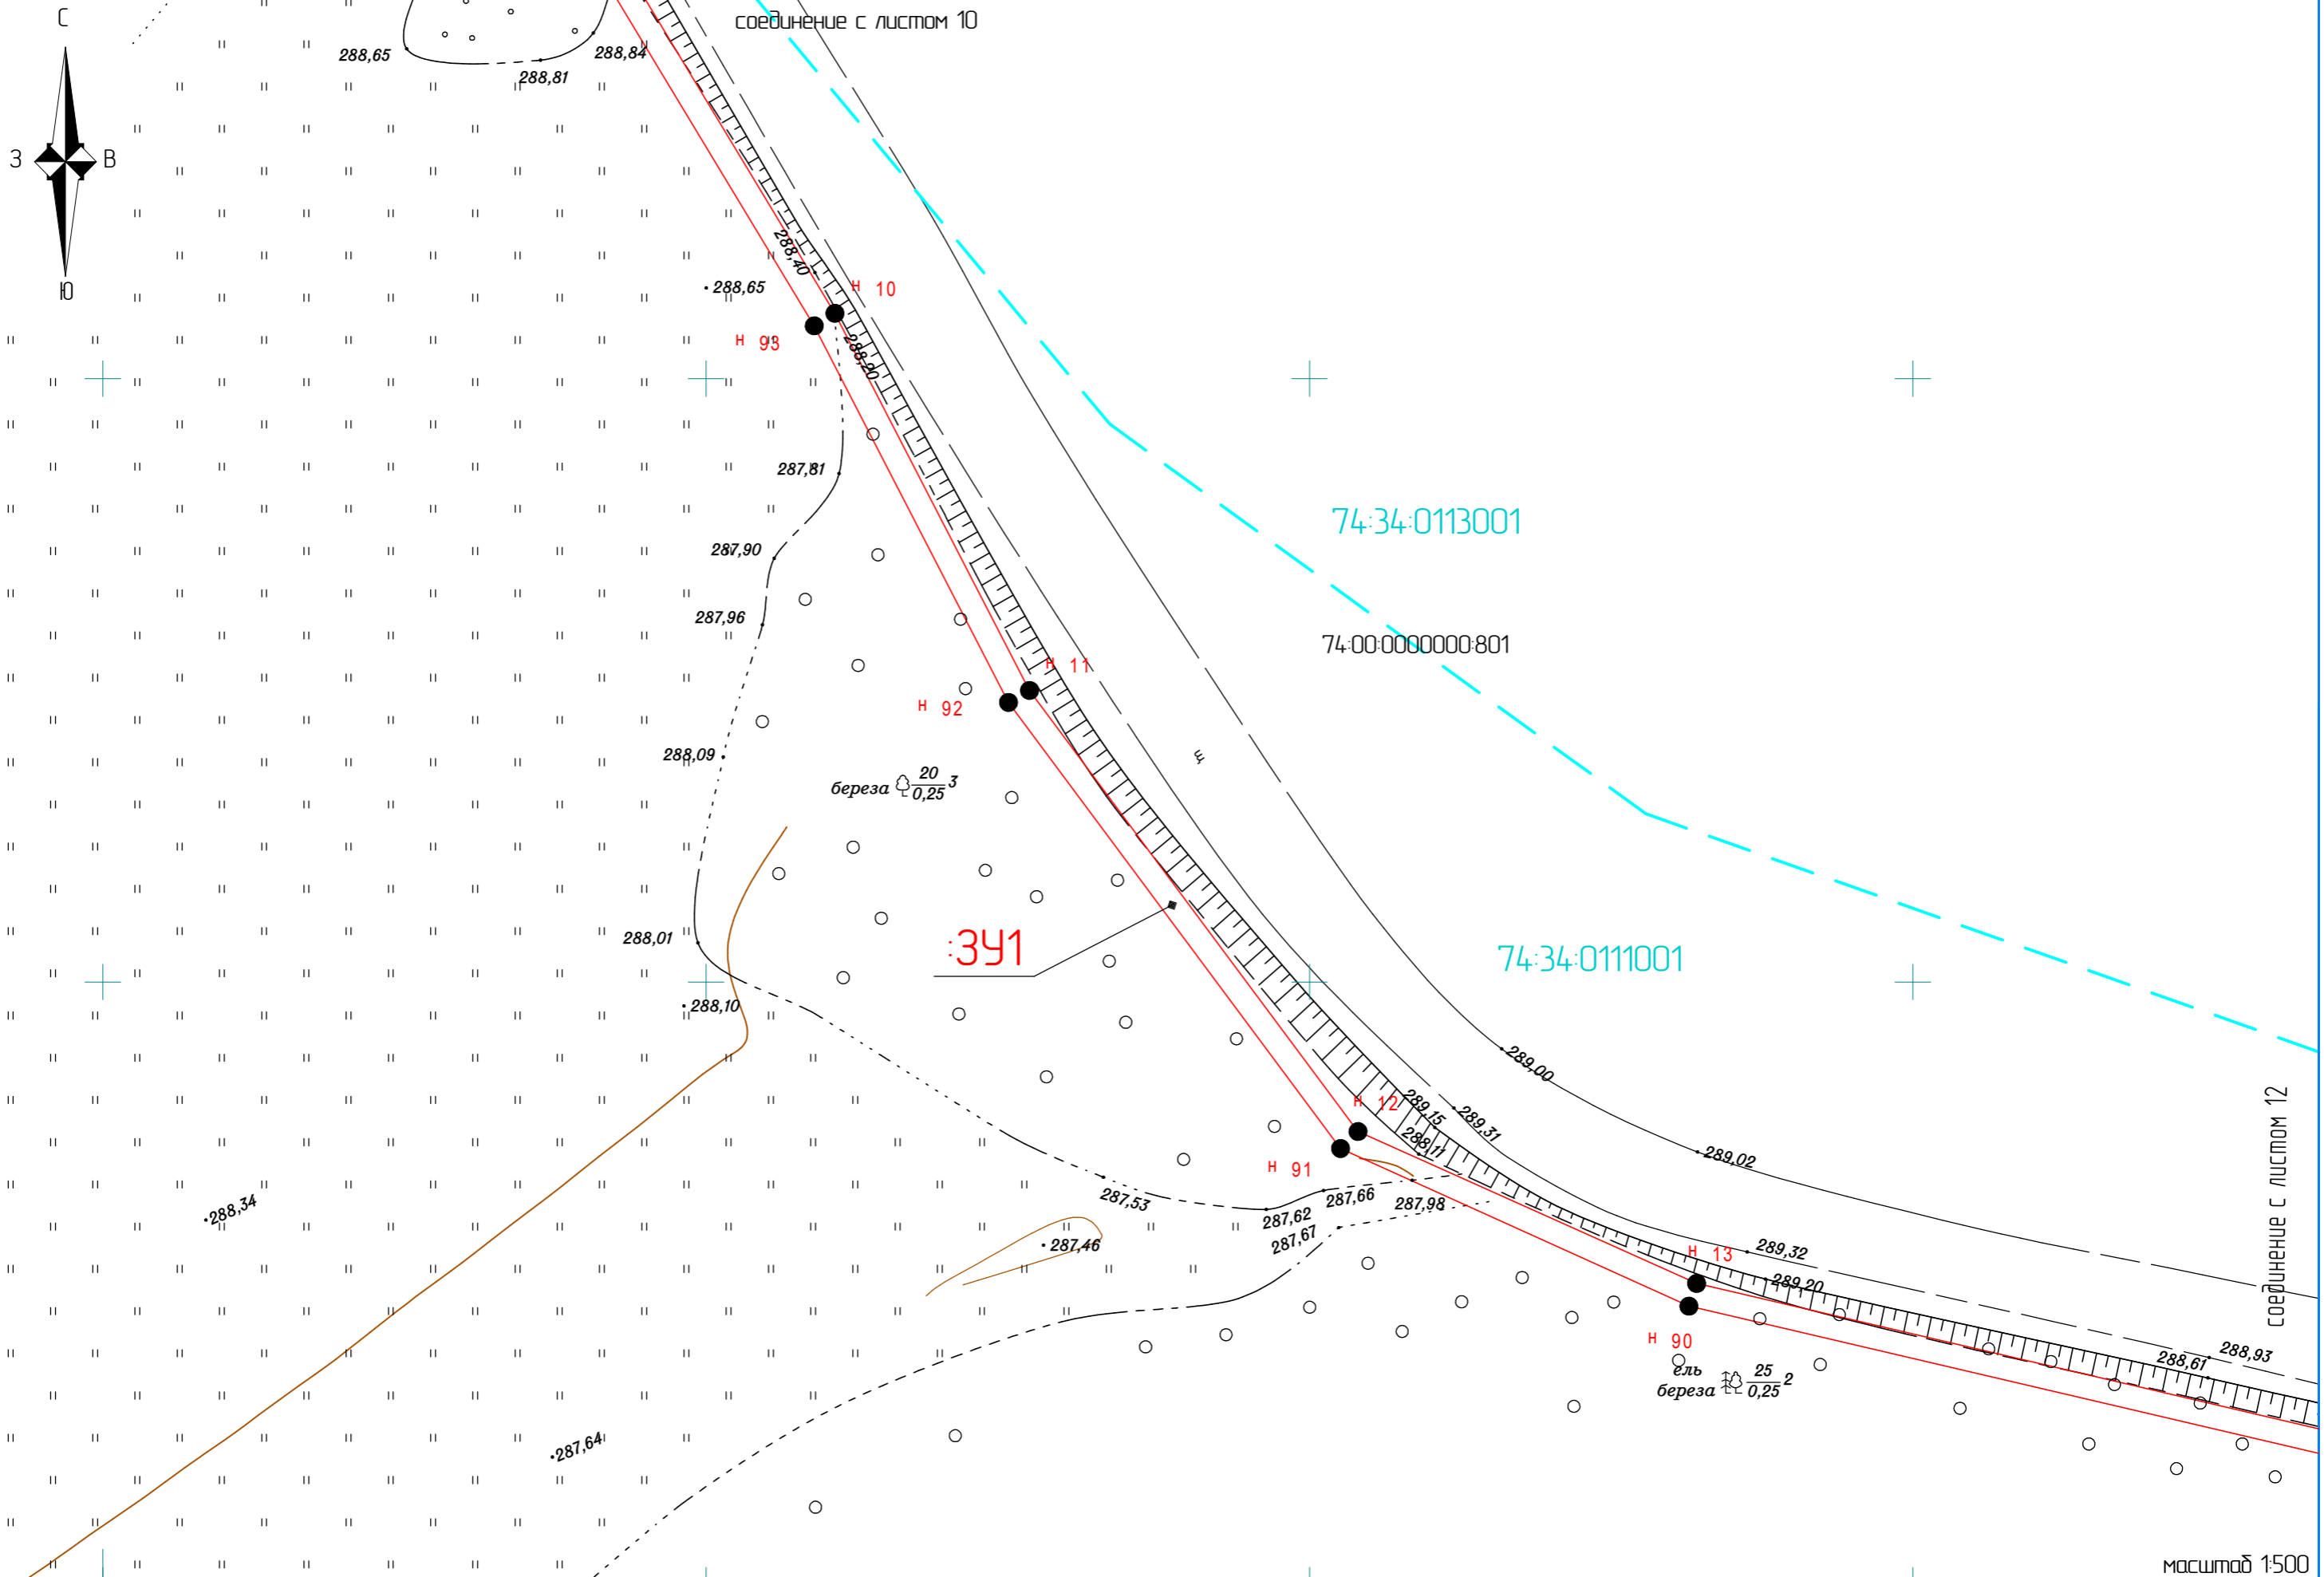 соединение с листом 10
С
З
В
Ю
288,65
288,81
288,84
288,40
288,65
н 10
н 93
288,20
287,81
74:34:0113001
287,90
287,96
74:00:0000000:801
н 11
н 92
288,09
щ
береза 20 3
0,25
288,01
:ЗУ1
74:34:0111001
288,10
289,00
н 12
289,15
289,31
288,11
289,02
н 91
287,53
287,66
287,98
287,62
287,67
288,34
287,46
289,32
н 13
289,20
соединение с листом 12
н 90
288,61
288,93
ель 25 2
береза 0,25
287,64
масштаб 1:500